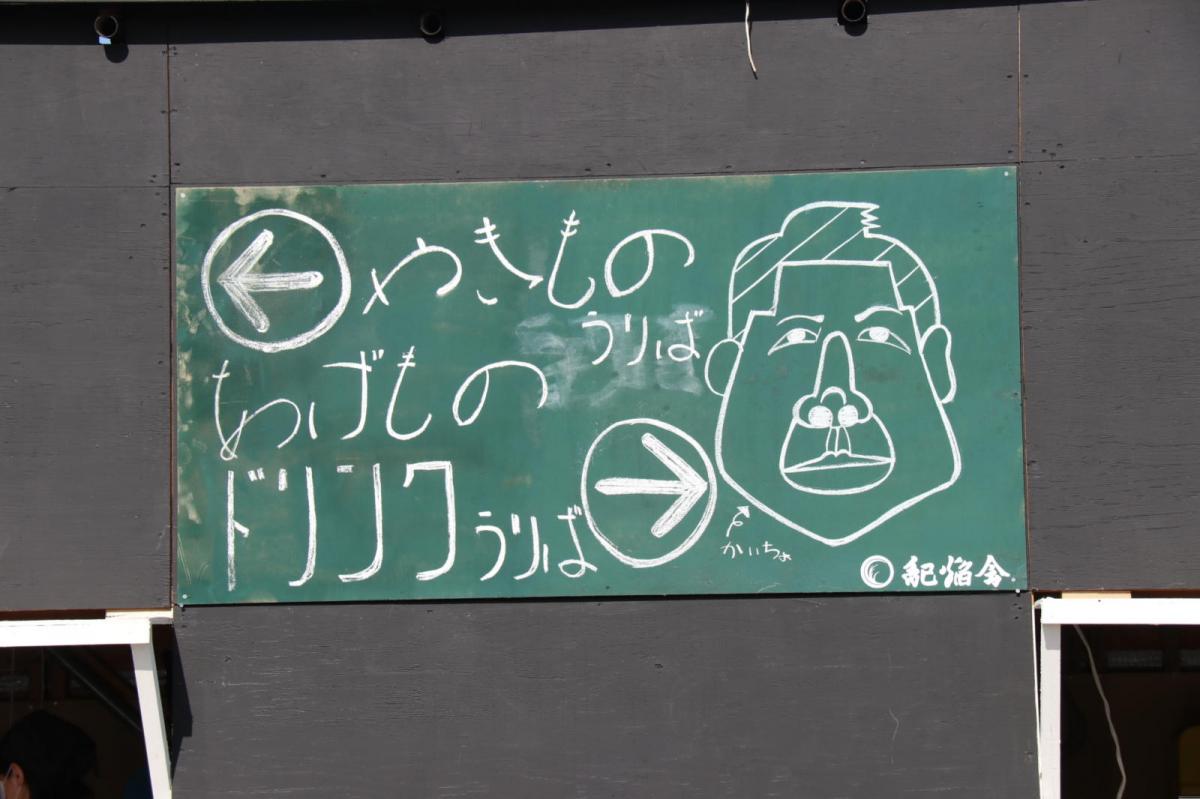 やきもの
うりば
あげもの
ドリンク うりば
かいちょ
紀焔会